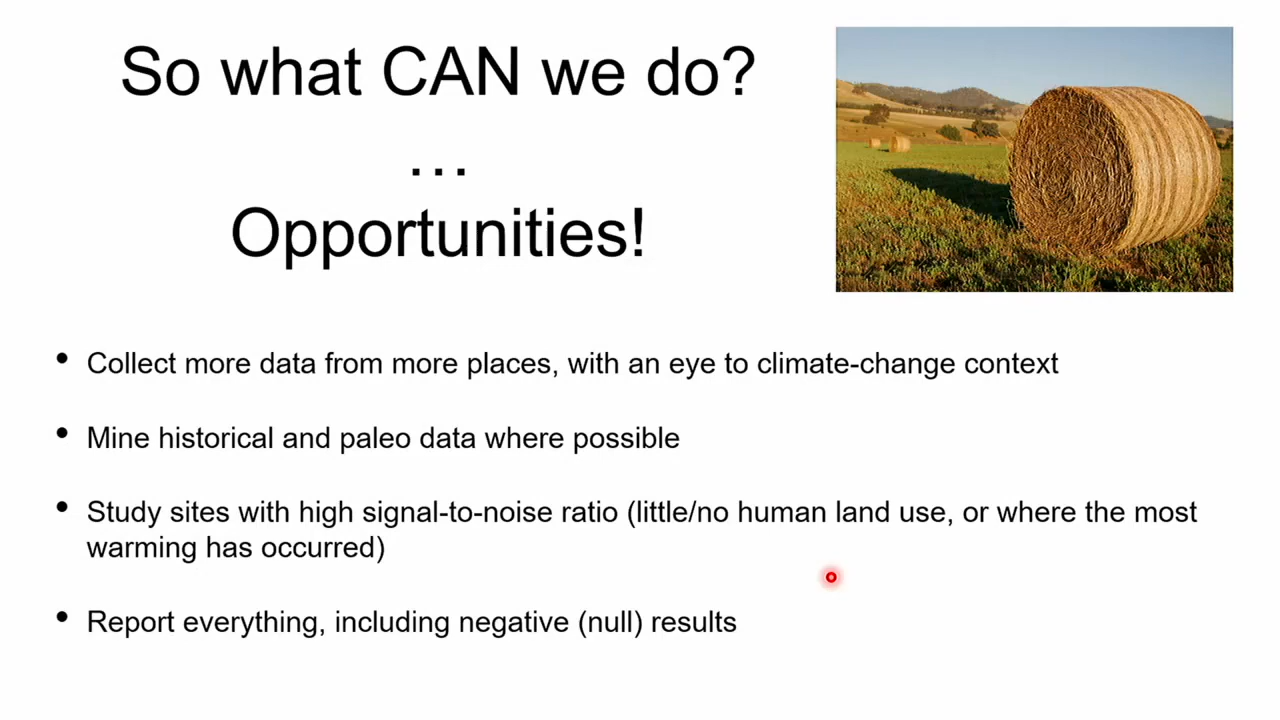 So what CAN we do?
…
Opportunities!
• Collect more data from more places, with an eye to climate-change context
• Mine historical and paleo data where possible
• Study sites with high signal-to-noise ratio (little/no human land use, or where the most
warming has occurred)
• Report everything, including negative (null) results